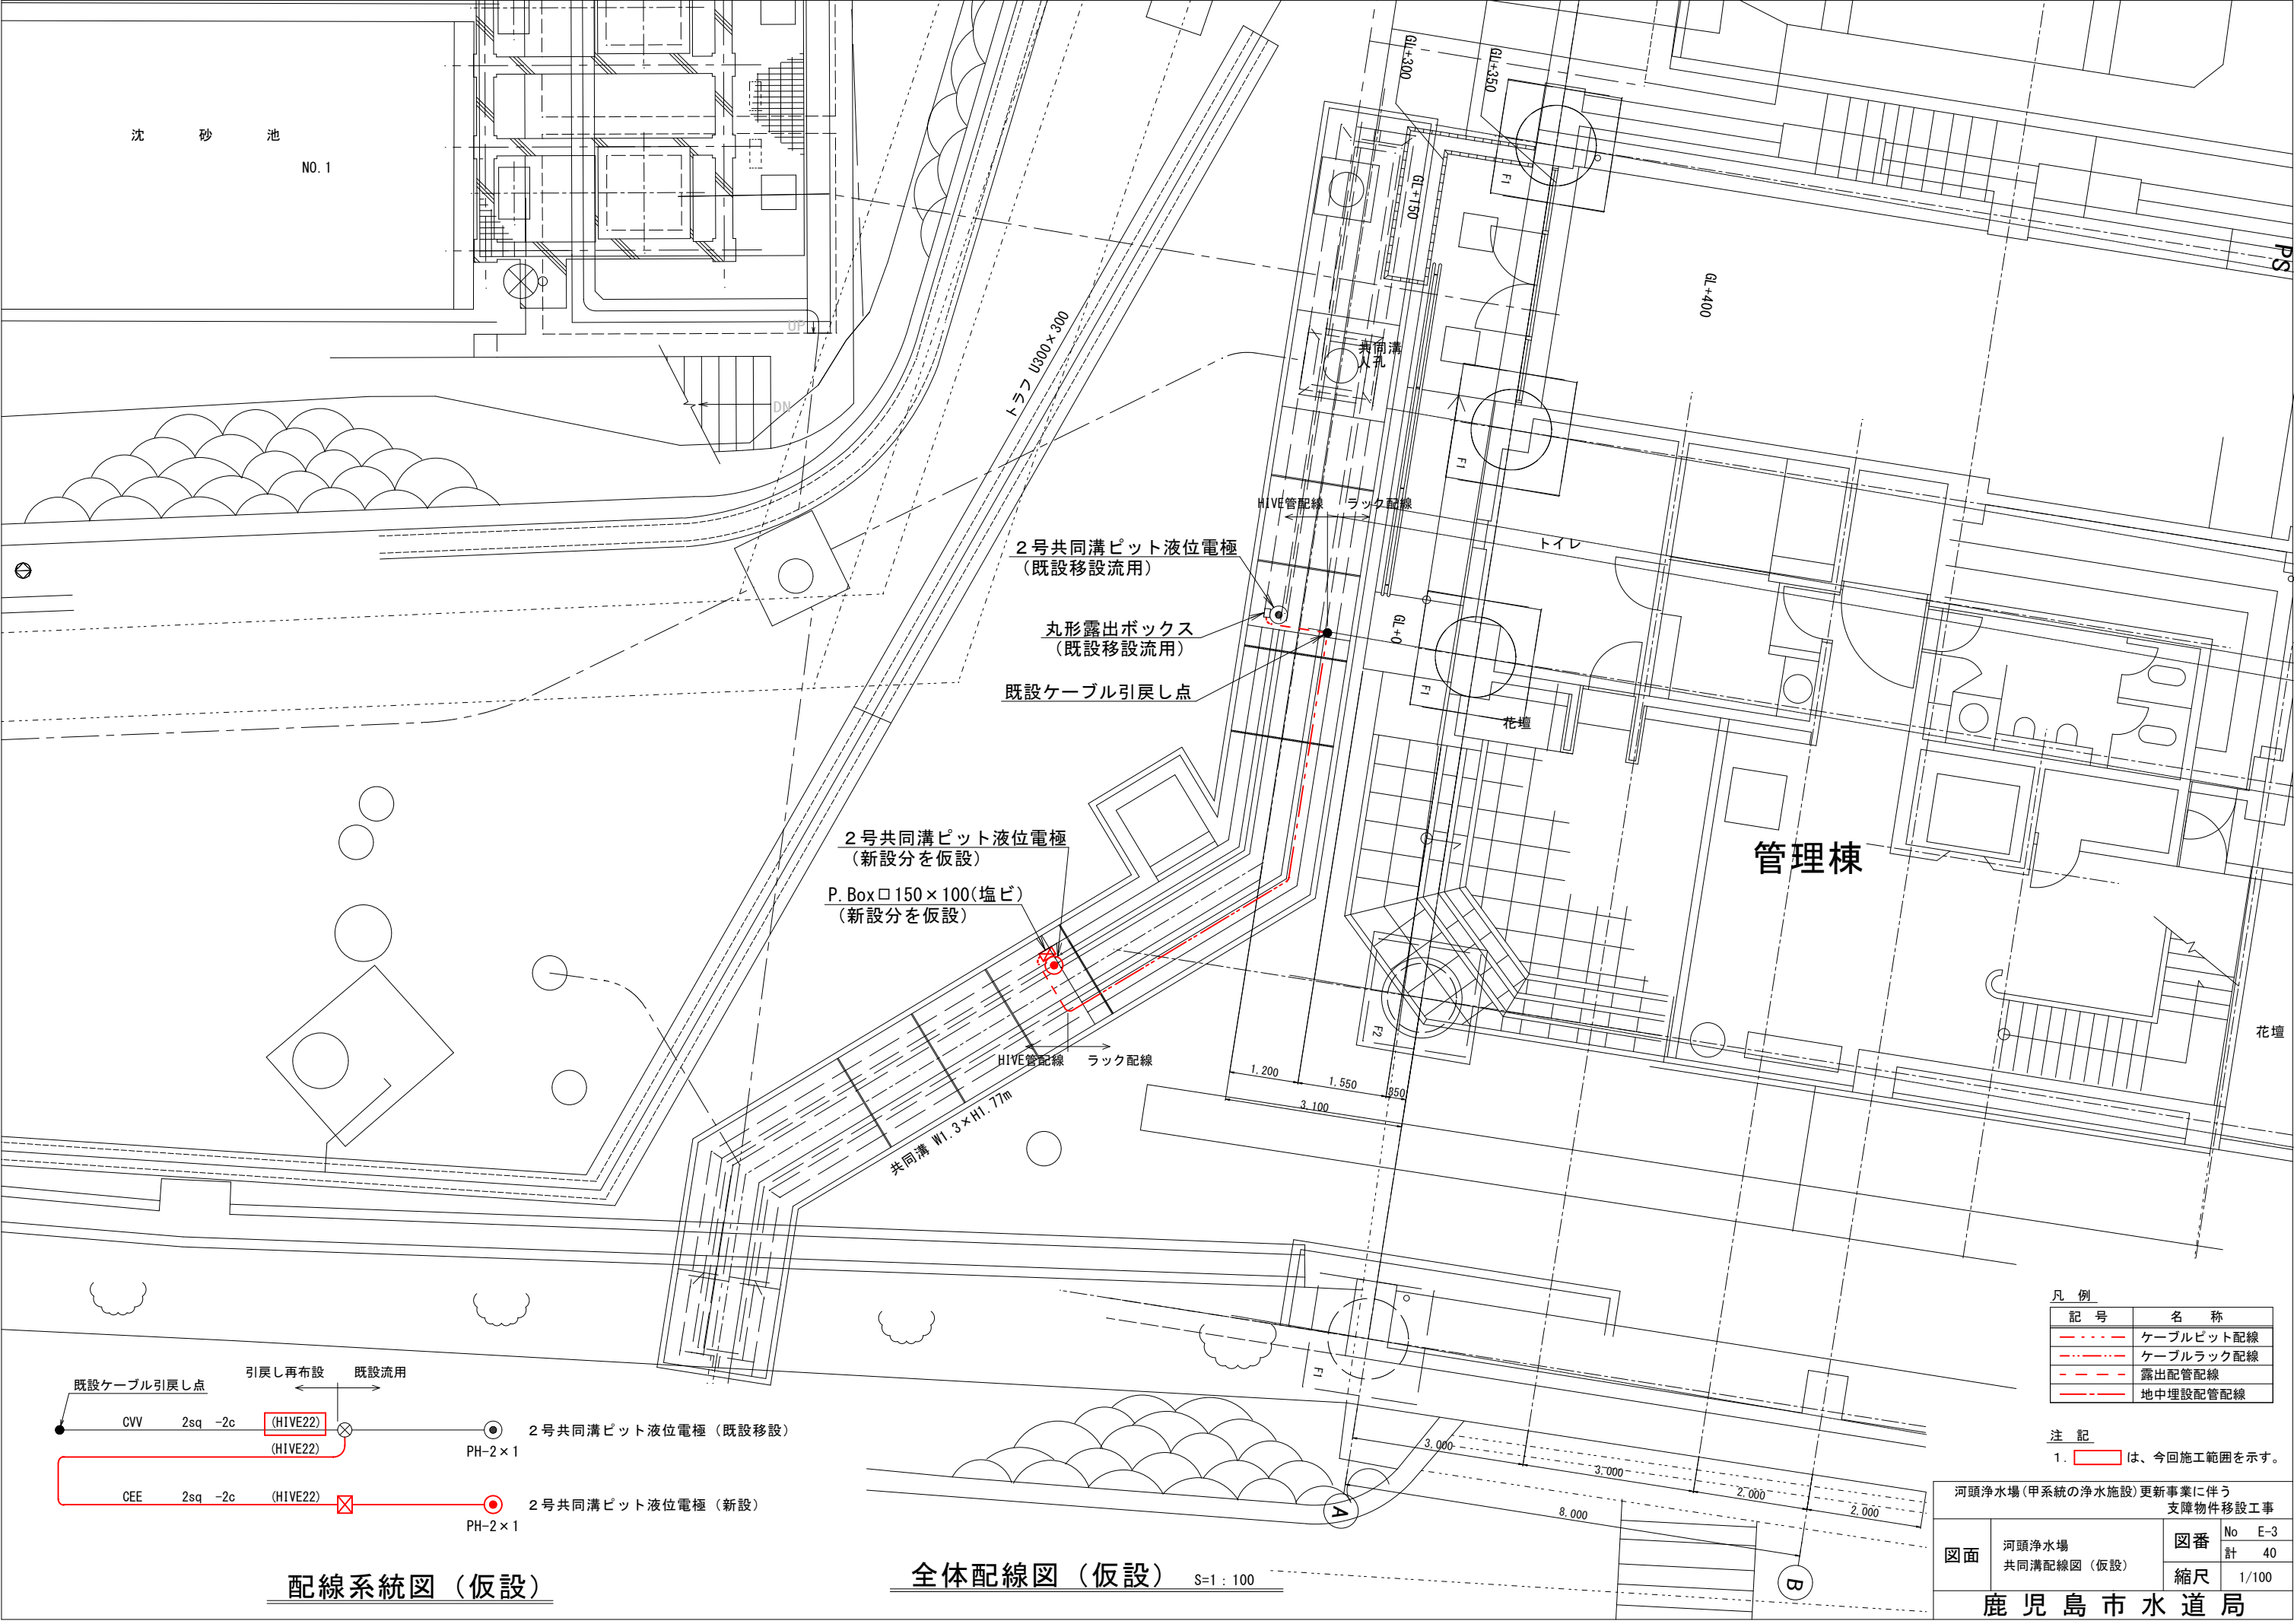 沈 砂 池
NO.1
UP
DN
トラフ U300×300
GL+300
GL+350
GL+150
GL+400
PS
F1
共同溝
人孔
F1
HIVE管配線 ラック配線
トイレ
2号共同溝ピット液位電極
(既設移設流用)
丸形露出ボックス
(既設移設流用)
既設ケーブル引戻し点
GL+0
F1
花壇
2号共同溝ピット液位電極
(新設分を仮設)
P.Box□150×100(塩ビ)
(新設分を仮設)
管理棟
HIVE管配線 ラック配線
F2
花壇
1,200
1,550
350
3,100
共同溝 W1.3×H1.77m
F1
3,000
3,000
2,000
2,000
8,000
A
B
既設ケーブル引戻し点
引戻し再布設 既設流用
CVV 2sq -2c (HIVE22)
2号共同溝ピット液位電極(既設移設)
PH-2×1
(HIVE22)
CEE 2sq -2c (HIVE22)
2号共同溝ピット液位電極(新設)
PH-2×1
配線系統図(仮設)
全体配線図(仮設) S=1:100
凡 例
記 号 名 称
ケーブルピット配線
ケーブルラック配線
露出配管配線
地中埋設配管配線
注 記
1. は、今回施工範囲を示す。
河頭浄水場(甲系統の浄水施設)更新事業に伴う
支障物件移設工事
図面
河頭浄水場
共同溝配線図(仮設)
図番
No E-3
計 40
縮尺 1/100
鹿児島市水道局